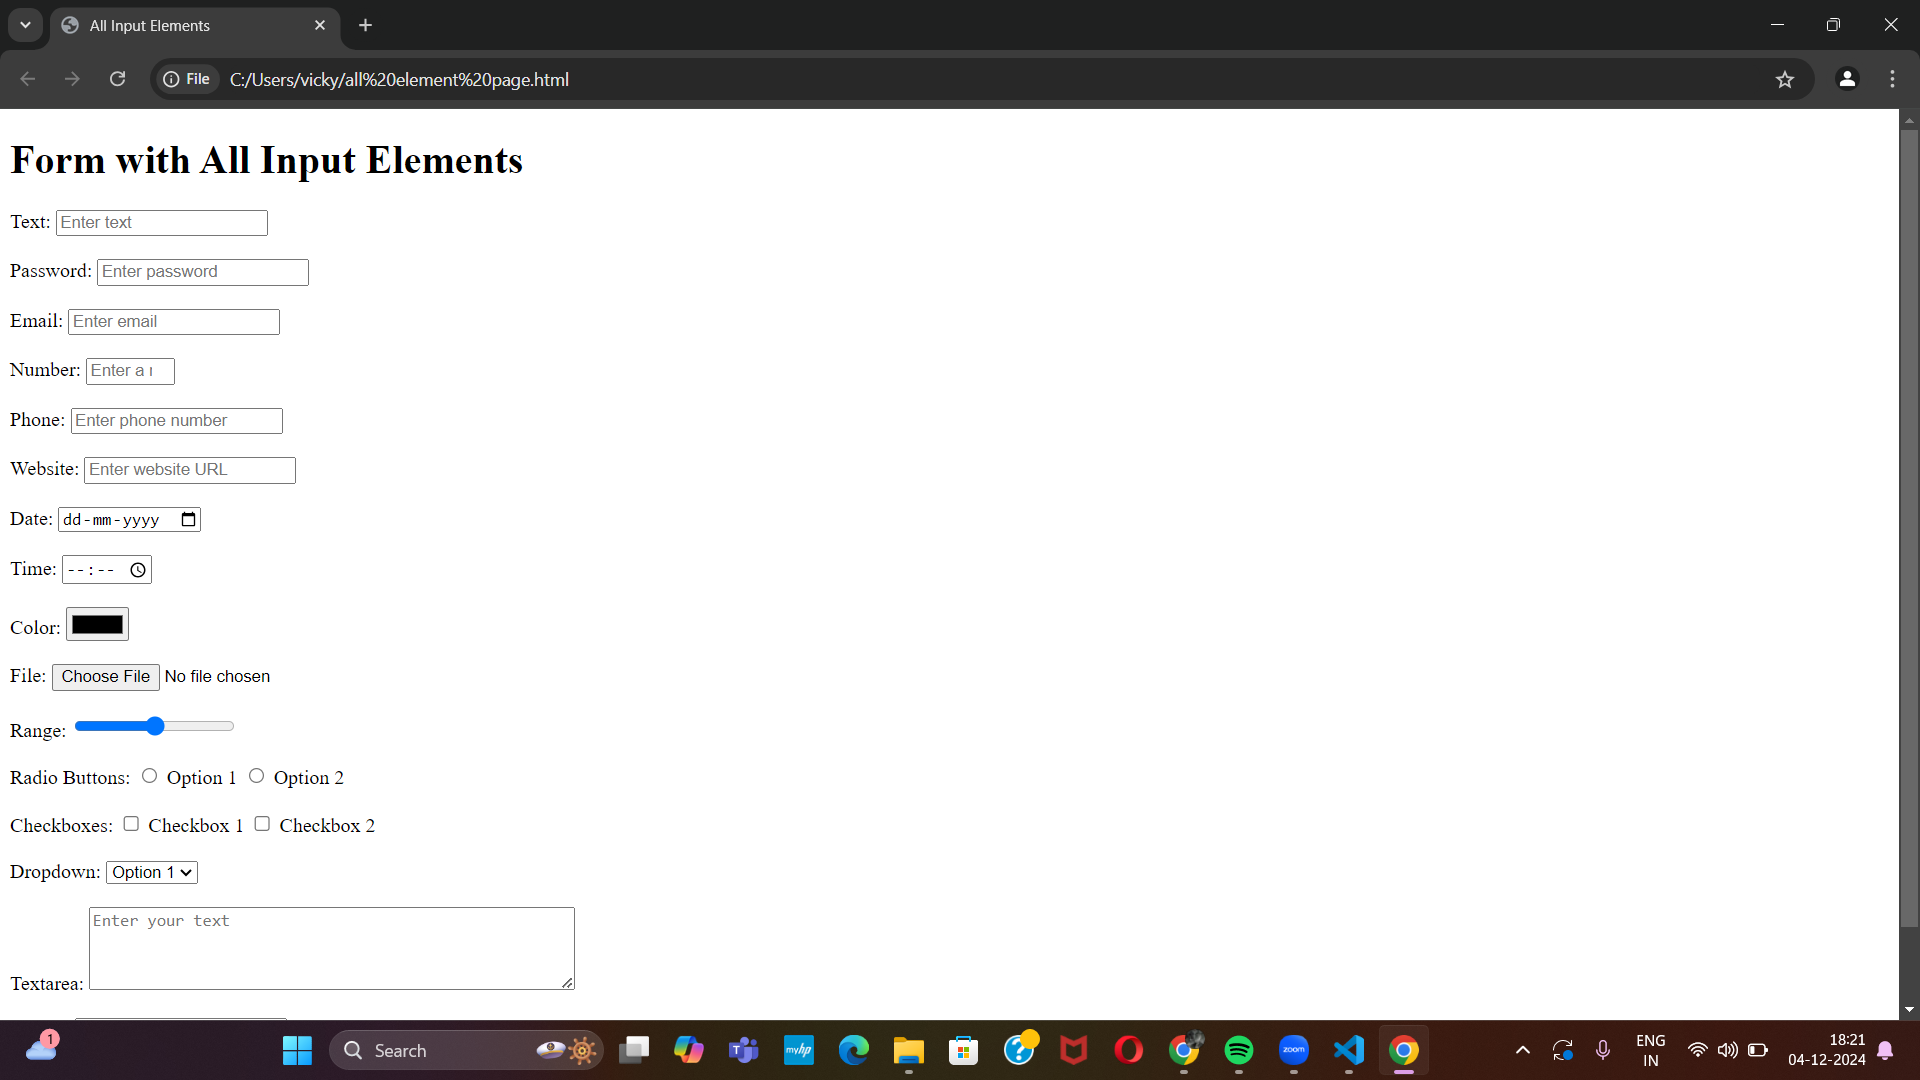 All Input Elements
File C:/Users/vicky/all%20element%20page.html
Form with All Input Elements
Text: Enter text
Password: Enter password
Email: Enter email
Number: Enter a
Phone: Enter phone number
Website: Enter website URL
Date: dd-mm-yyyy
Time: --:--
Color:
File: Choose File No file chosen
Range:
Radio Buttons: Option 1 Option 2
Checkboxes: Checkbox 1 Checkbox 2
Dropdown: Option 1
Enter your text
Textarea:
1
Search
T
myhp
zoom
ENG
IN
18:21
04-12-2024